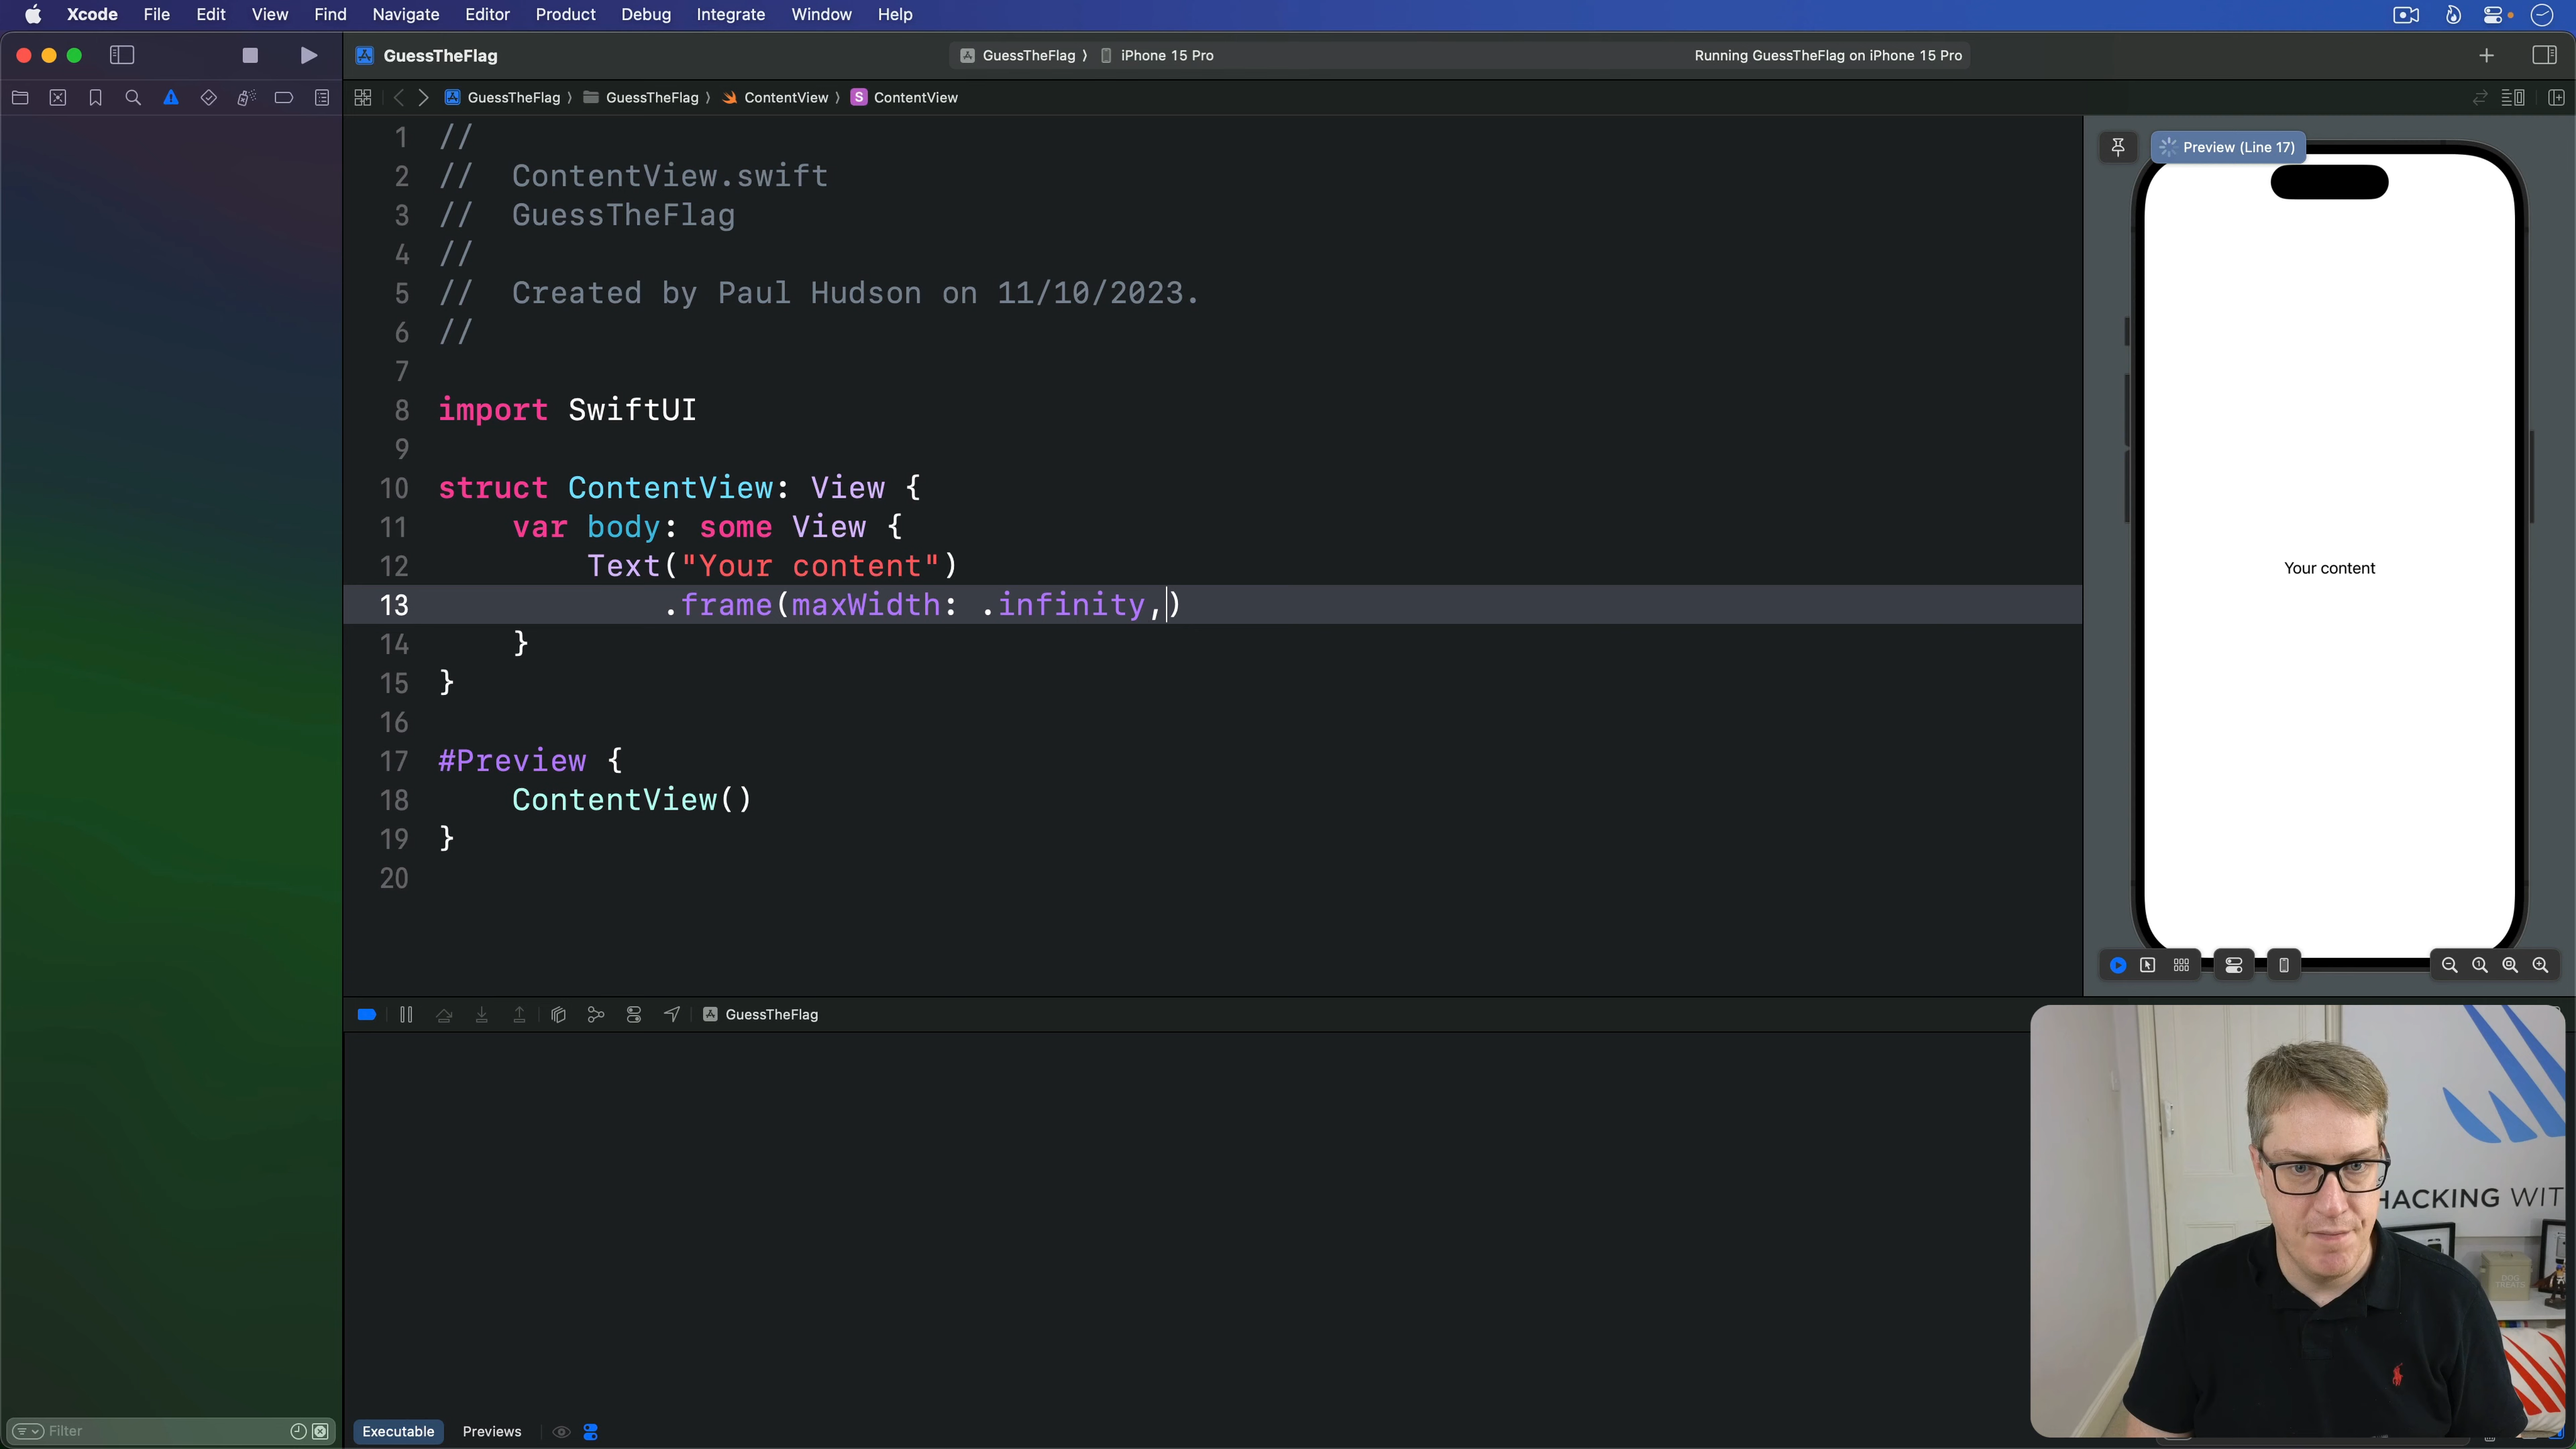 Xcode File Edit View Find Navigate Editor Product Debug Integrate Window Help
GuessTheFlag
GuessTheFlag ⟩ iPhone 15 Pro
Running GuessTheFlag on iPhone 15 Pro
GuessTheFlag ⟩ GuessTheFlag ⟩ ContentView ⟩ S ContentView
1 //
2 //  ContentView.swift
3 //  GuessTheFlag
4 //
5 //  Created by Paul Hudson on 11/10/2023.
6 //
7
8 import SwiftUI
9
10 struct ContentView: View {
11     var body: some View {
12         Text("Your content")
13             .frame(maxWidth: .infinity,)
14     }
15 }
16
17 #Preview {
18     ContentView()
19 }
20
Preview (Line 17)
Your content
GuessTheFlag
HACKING WIT
DOG
TREATS
Filter
Executable Previews